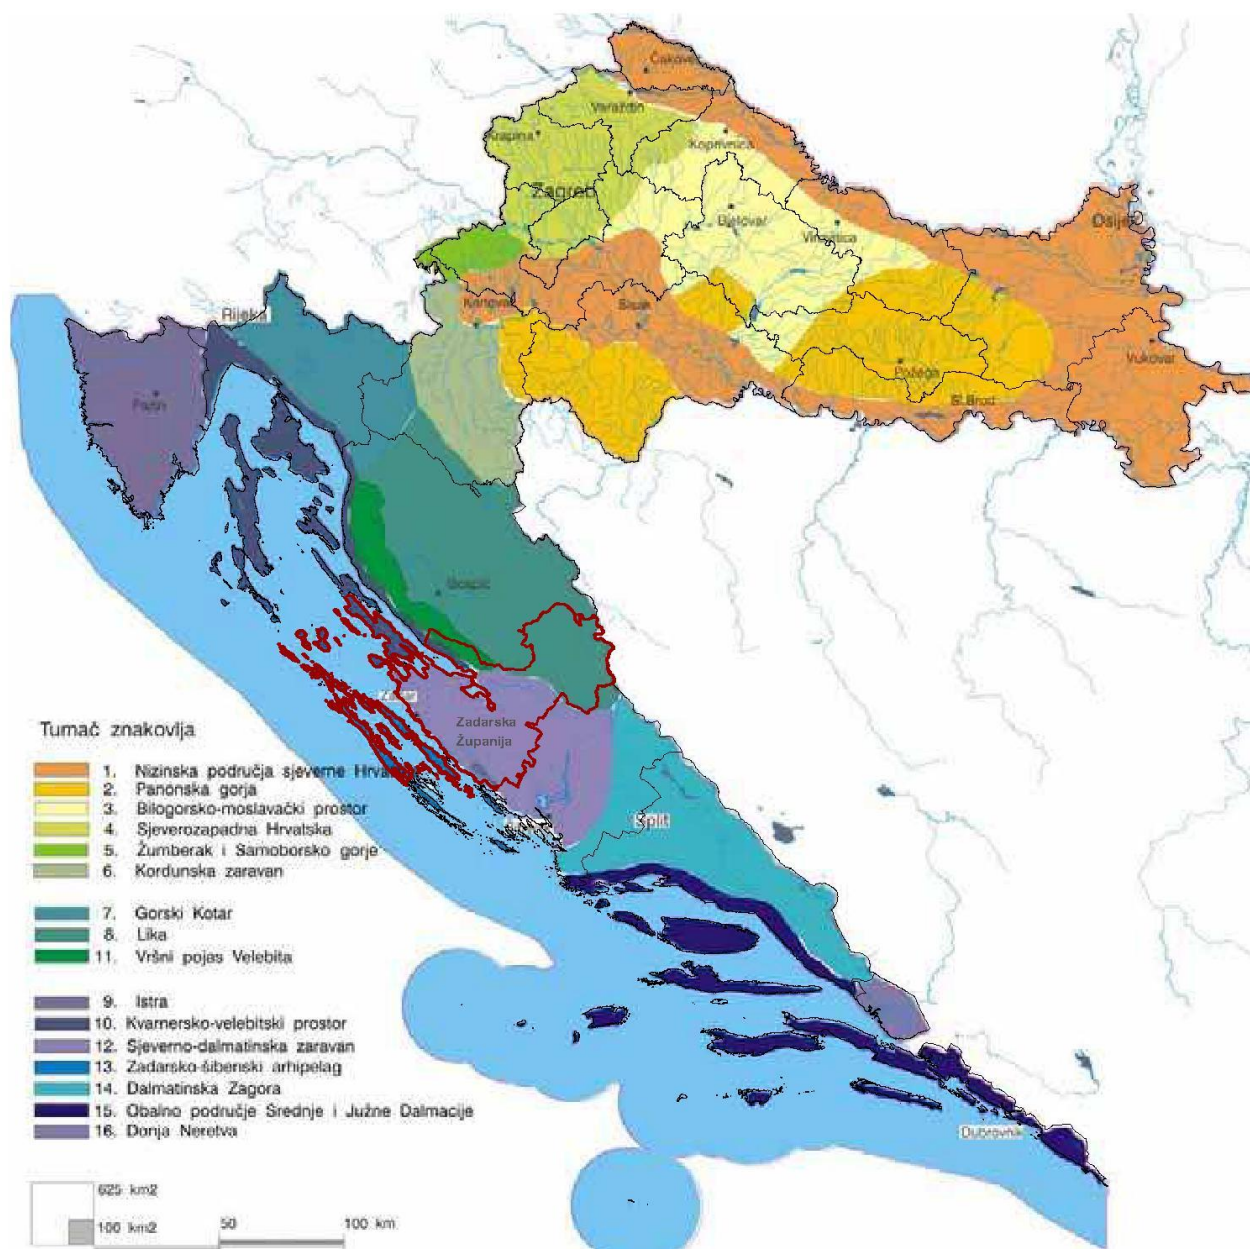 Čakovec
Varaždin
Krapina
Koprivnica
Zagreb
Bjelovar
Virovitica
Osijek
Karlovac
Sisak
Rijeka
Vukovar
Požega
Sl.Brod
Pazin
Gospić
Zadar
Zadarska
Županija
Split
Dubrovnik
Tumač znakovlja
1. Nizinska područja sjeverne Hrvatske
2. Panonska gorja
3. Bilogorsko-moslavački prostor
4. Sjeverozapadna Hrvatska
5. Žumberak i Samoborsko gorje
6. Kordunska zaravan
7. Gorski Kotar
8. Lika
11. Vršni pojas Velebita
9. Istra
10. Kvarnersko-velebitski prostor
12. Sjeverno-dalmatinska zaravan
13. Zadarsko-šibenski arhipelag
14. Dalmatinska Zagora
15. Obalno područje Srednje i Južne Dalmacije
16. Donja Neretva
625 km2
100 km2
50
100 km